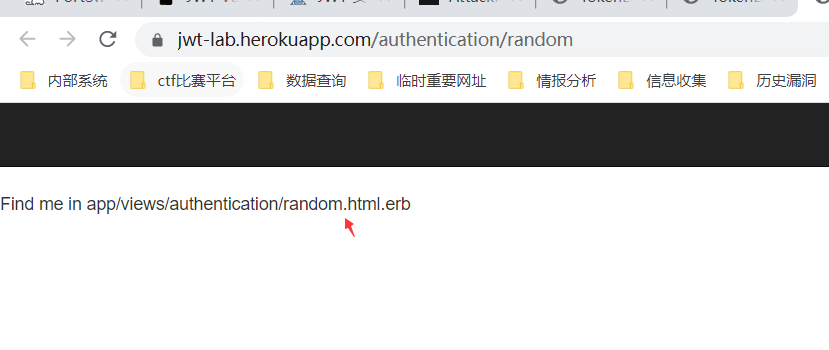 jwt-lab.herokuapp.com/authentication/random
内部系统 ctf比赛平台 数据查询 临时重要网址 情报分析 信息收集 历史漏洞
Find me in app/views/authentication/random.html.erb